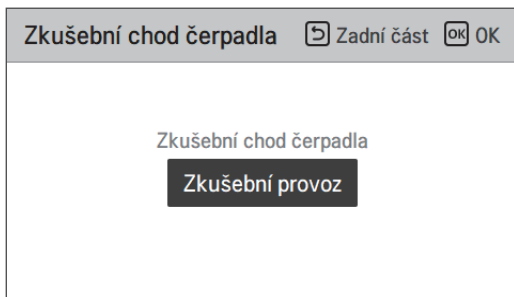 Zkušební chod čerpadla Zadní část OK OK
Zkušební chod čerpadla
Zkušební provoz